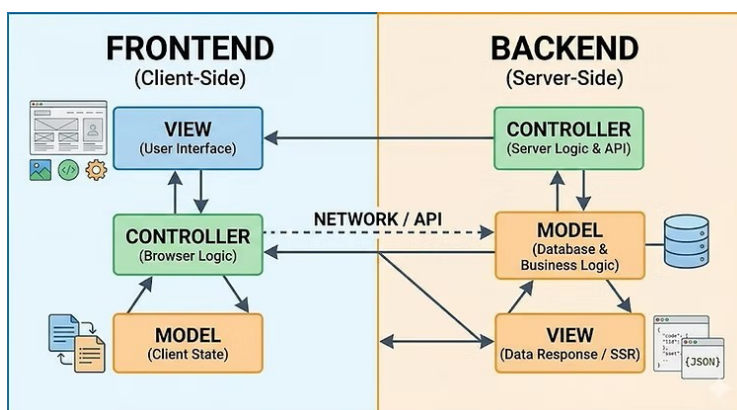 FRONTEND
(Client-Side)
VIEW
(User Interface)
CONTROLLER
(Browser Logic)
MODEL
(Client State)
NETWORK / API
BACKEND
(Server-Side)
CONTROLLER
(Server Logic & API)
MODEL
(Database &
Business Logic)
VIEW
(Data Response / SSR)
{JSON}